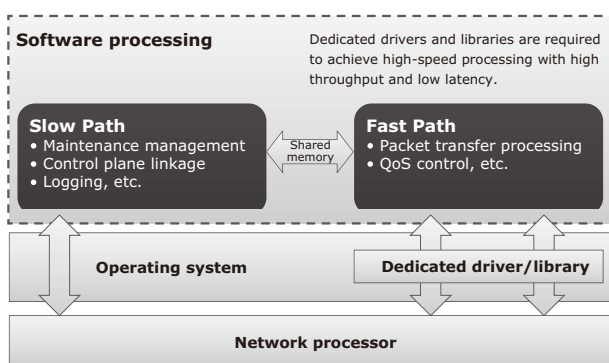 Software processing
Dedicated drivers and libraries are required
to achieve high-speed processing with high
throughput and low latency.
Slow Path
• Maintenance management
• Control plane linkage
• Logging, etc.
Shared
memory
Fast Path
• Packet transfer processing
• QoS control, etc.
Operating system
Dedicated driver/library
Network processor